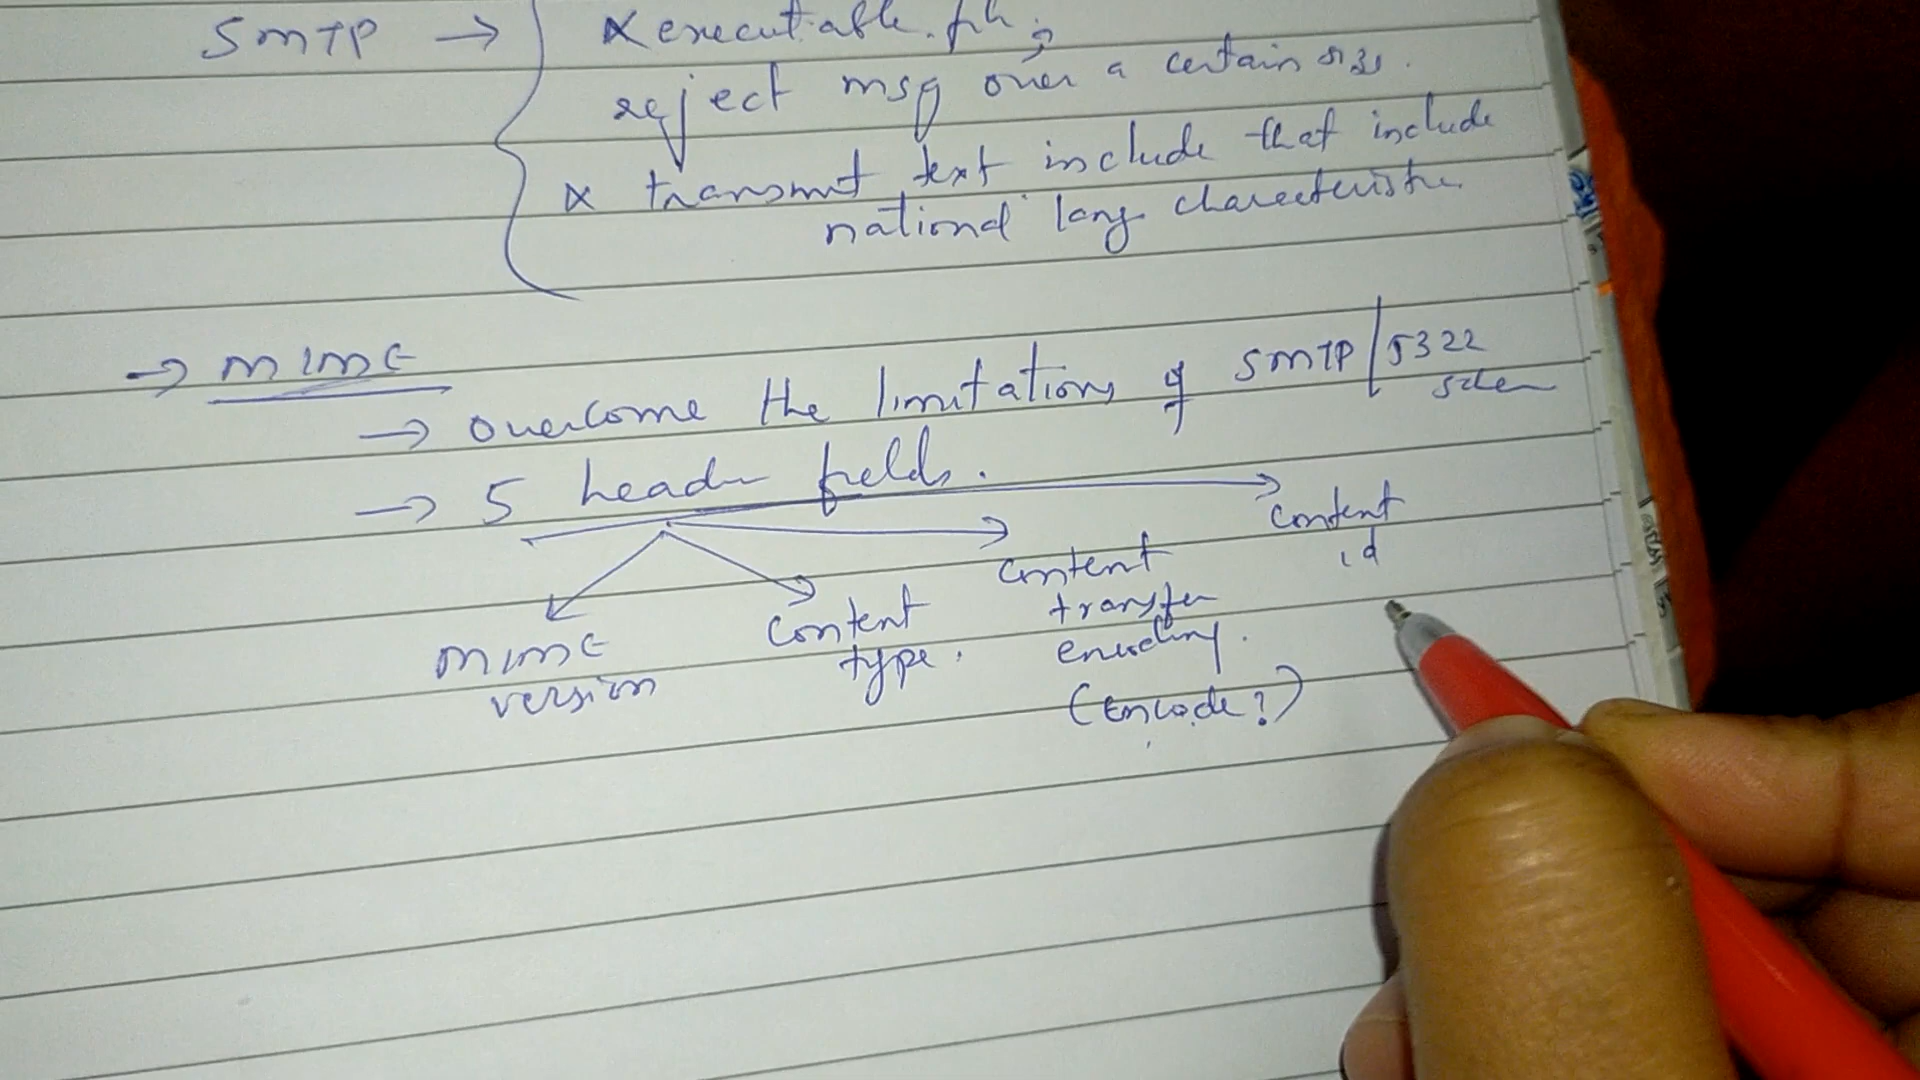 SMTP → x executable file;
reject msg over a certain size.
x transmit text include that include
national lang characteristic
→ MIME
→ overcome the limitations of SMTP/5322
→ 5 header fields.
MIME
version
content
type.
content
transfer
encoding.
(Encode?)
content
id